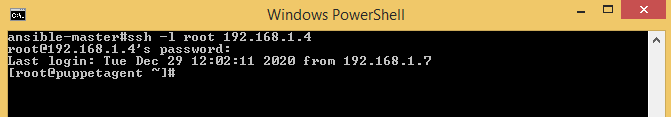 Windows PowerShell
ansible-master#ssh -l root 192.168.1.4
root@192.168.1.4's password:
Last login: Tue Dec 29 12:02:11 2020 from 192.168.1.7
[root@puppetagent ~]#